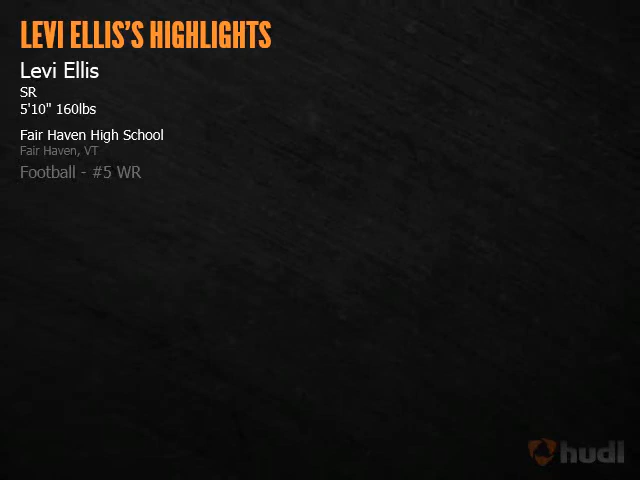 LEVI ELLIS'S HIGHLIGHTS
Levi Ellis
SR
5'10" 160lbs
Fair Haven High School
Fair Haven, VT
Football - #5 WR
hudl